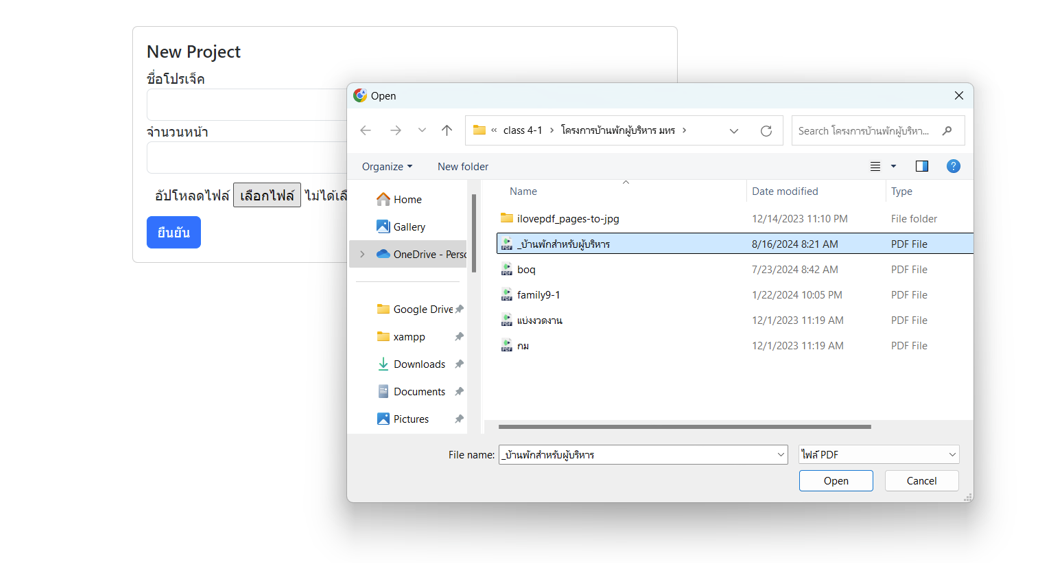 New Project
ชื่อโปรเจ็ค
จำนวนหน้า
อัปโหลดไฟล์ เลือกไฟล์ ไม่ได้เลื
ยืนยัน
Open
« class 4-1 › โครงการบ้านพักผู้บริหาร มทร ›
Search โครงการบ้านพักผู้บริหา...
Organize
New folder
Home
Gallery
OneDrive - Perso
Google Drive
xampp
Downloads
Documents
Pictures
Name Date modified Type
ilovepdf_pages-to-jpg 12/14/2023 11:10 PM File folder
_บ้านพักสำหรับผู้บริหาร 8/16/2024 8:21 AM PDF File
boq 7/23/2024 8:42 AM PDF File
family9-1 1/22/2024 10:05 PM PDF File
แบ่งงวดงาน 12/1/2023 11:19 AM PDF File
กม 12/1/2023 11:19 AM PDF File
File name: _บ้านพักสำหรับผู้บริหาร
ไฟล์ PDF
Open
Cancel